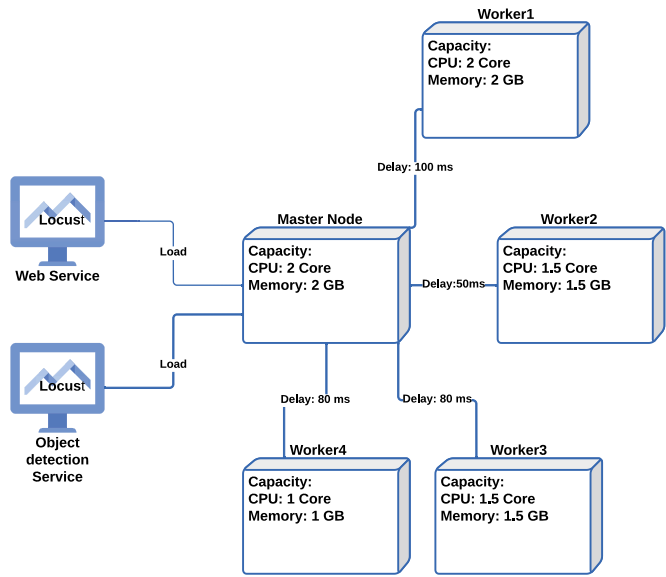 Worker1
Capacity:
CPU: 2 Core
Memory: 2 GB
Delay: 100 ms
Locust
Web Service
Load
Master Node
Capacity:
CPU: 2 Core
Memory: 2 GB
Delay:50ms
Worker2
Capacity:
CPU: 1.5 Core
Memory: 1.5 GB
Locust
Object
detection
Service
Load
Delay: 80 ms
Delay: 80 ms
Worker4
Capacity:
CPU: 1 Core
Memory: 1 GB
Worker3
Capacity:
CPU: 1.5 Core
Memory: 1.5 GB